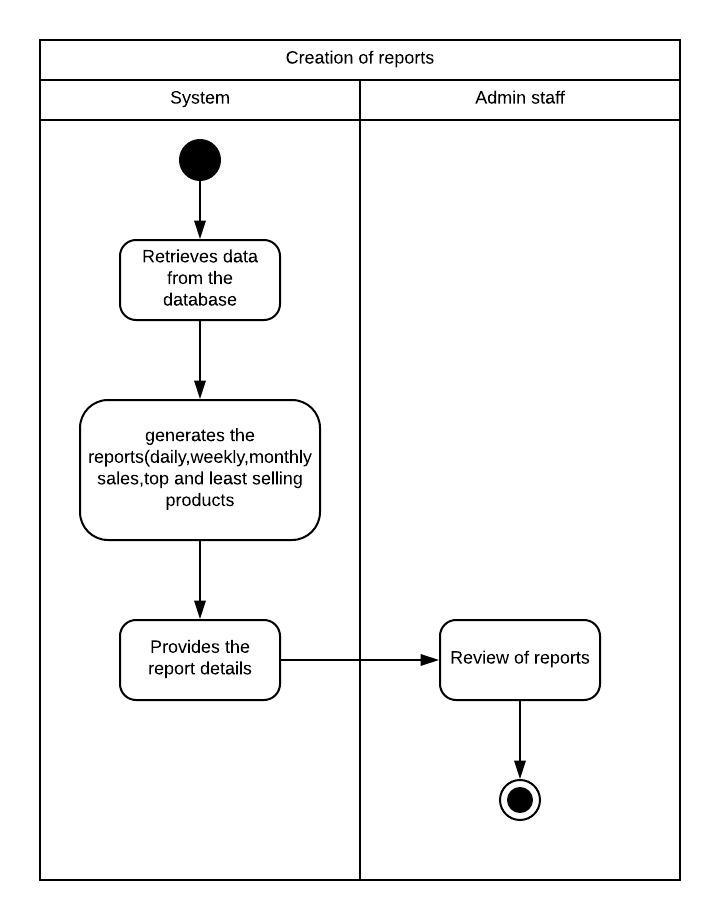 Creation of reports
System
Admin staff
Retrieves data
from the
database
generates the
reports(daily,weekly,monthly
sales,top and least selling
products
Provides the
report details
Review of reports